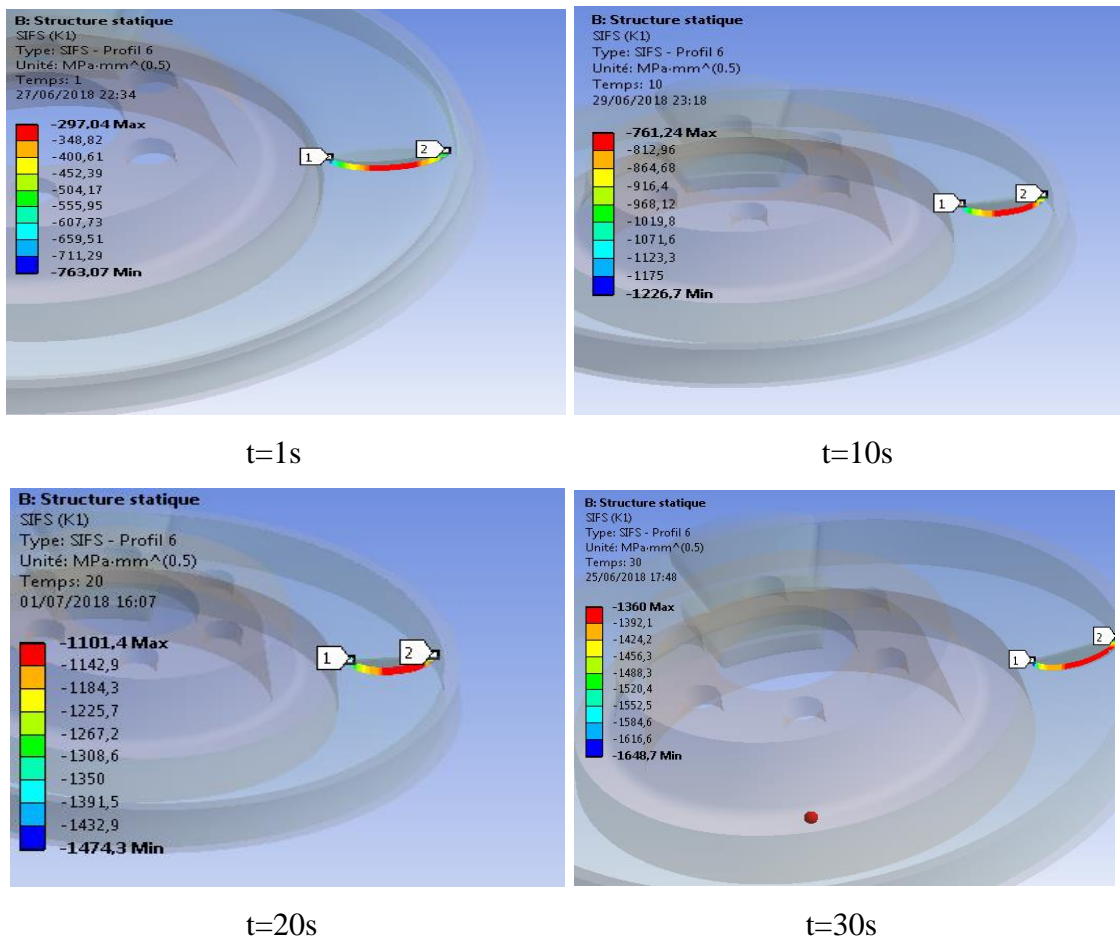 B: Structure statique
SIFS (K1)
Type: SIFS - Profil 6
Unité: MPa·mm^(0.5)
Temps: 1
27/06/2018 22:34
-297,04 Max
-348,82
-400,61
-452,39
-504,17
-555,95
-607,73
-659,51
-711,29
-763,07 Min
1
2
t=1s
B: Structure statique
SIFS (K1)
Type: SIFS - Profil 6
Unité: MPa·mm^(0.5)
Temps: 10
29/06/2018 23:18
-761,24 Max
-812,96
-864,68
-916,4
-968,12
-1019,8
-1071,6
-1123,3
-1175
-1226,7 Min
1
2
t=10s
B: Structure statique
SIFS (K1)
Type: SIFS - Profil 6
Unité: MPa·mm^(0.5)
Temps: 20
01/07/2018 16:07
-1101,4 Max
-1142,9
-1184,3
-1225,7
-1267,2
-1308,6
-1350
-1391,5
-1432,9
-1474,3 Min
1
2
t=20s
B: Structure statique
SIFS (K1)
Type: SIFS - Profil 6
Unité: MPa·mm^(0.5)
Temps: 30
25/06/2018 17:48
-1360 Max
-1392,1
-1424,2
-1456,3
-1488,3
-1520,4
-1552,5
-1584,6
-1616,6
-1648,7 Min
1
2
t=30s